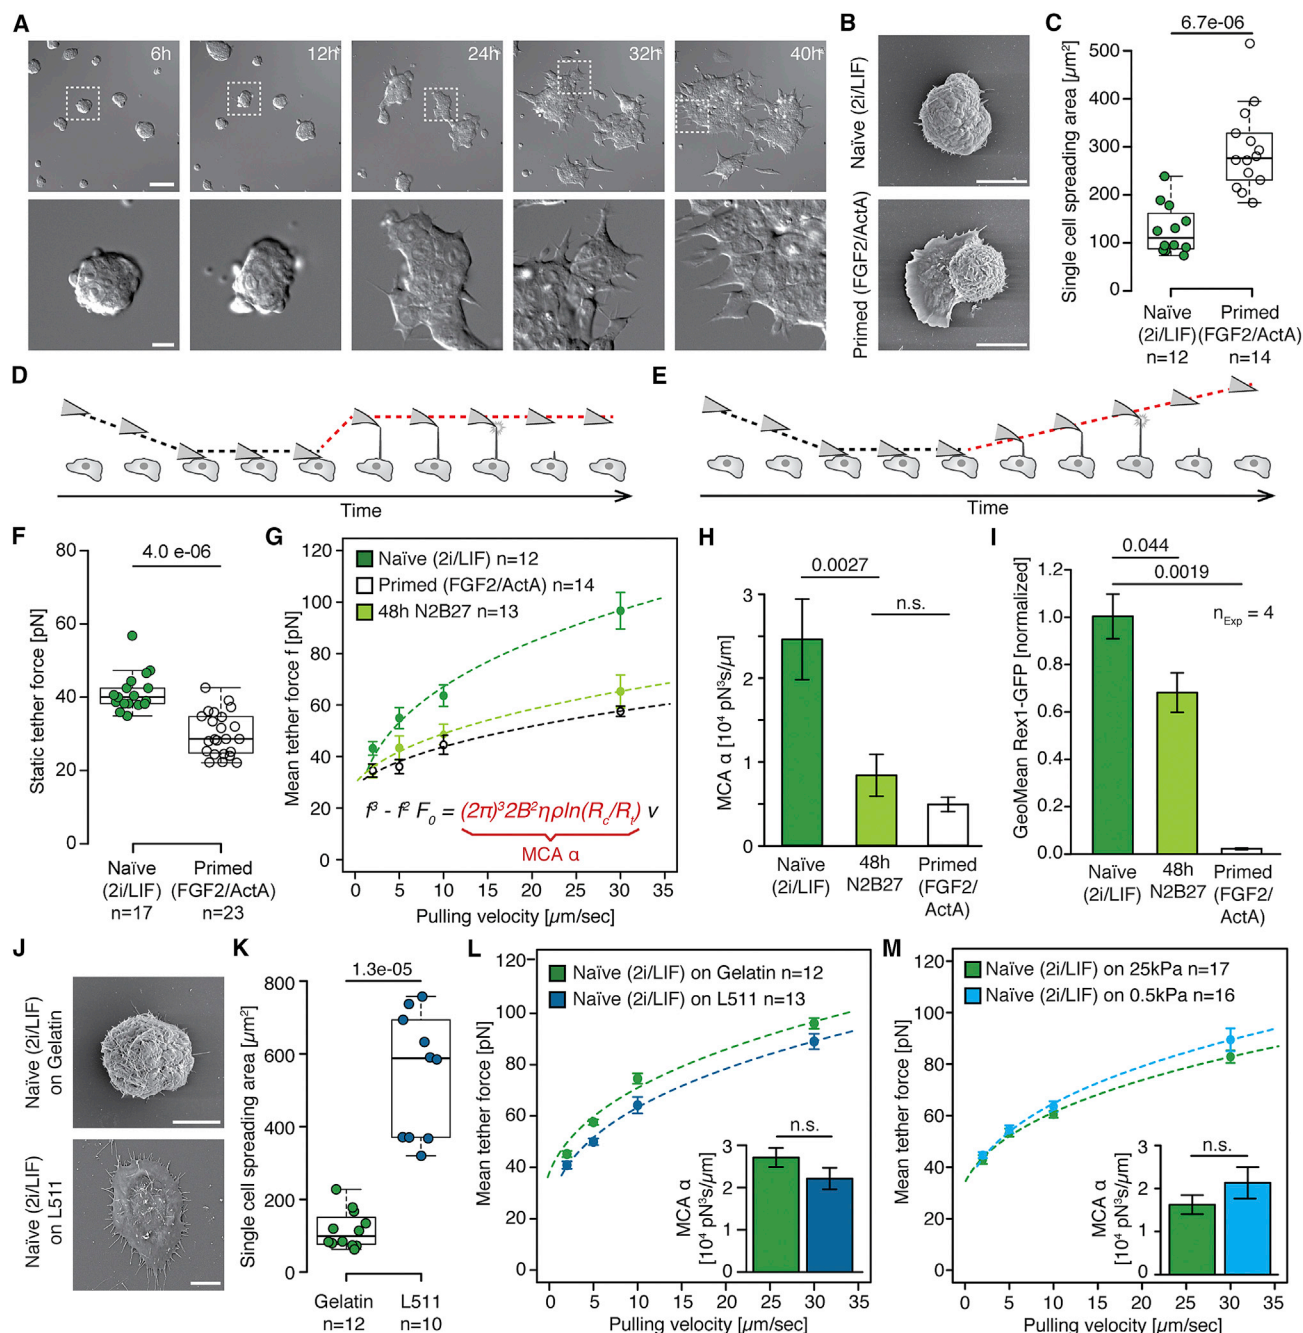 A
6h
12h
24h
32h
40h
B
Naïve (2i/LIF)
Primed (FGF2/ActA)
C
6.7e-06
Single cell spreading area [µm²]
500
400
300
200
100
0
Naïve
(2i/LIF)
n=12
Primed
(FGF2/ActA)
n=14
D
Time
E
Time
F
4.0 e-06
Static tether force [pN]
80
60
40
20
0
Naïve
(2i/LIF)
n=17
Primed
(FGF2/ActA)
n=23
G
Naïve (2i/LIF) n=12
Primed (FGF2/ActA) n=14
48h N2B27 n=13
Mean tether force f [pN]
120
100
80
60
40
20
0
f³ - f² F₀ = (2π)³2B²ηρln(R_c/R_t) v
MCA α
0 5 10 15 20 25 30 35
Pulling velocity [µm/sec]
H
0.0027
n.s.
MCA α [10⁴ pN³s/µm]
3
2
1
0
Naïve
(2i/LIF)
48h
N2B27
Primed
(FGF2/
ActA)
I
0.044
0.0019
n_Exp = 4
GeoMean Rex1-GFP [normalized]
1.2
1.0
0.8
0.6
0.4
0.2
0.0
Naïve
(2i/LIF)
48h
N2B27
Primed
(FGF2/
ActA)
J
Naïve (2i/LIF)
on Gelatin
Naïve (2i/LIF)
on L511
K
1.3e-05
Single cell spreading area [µm²]
800
600
400
200
0
Gelatin
n=12
L511
n=10
L
Naïve (2i/LIF) on Gelatin n=12
Naïve (2i/LIF) on L511 n=13
Mean tether force [pN]
120
100
80
60
40
20
0
n.s.
MCA α
[10⁴ pN³s/µm]
3
2
1
0
0 5 10 15 20 25 30 35
Pulling velocity [µm/sec]
M
Naïve (2i/LIF) on 25kPa n=17
Naïve (2i/LIF) on 0.5kPa n=16
Mean tether force [pN]
120
100
80
60
40
20
0
n.s.
MCA α
[10⁴ pN³s/µm]
3
2
1
0
0 5 10 15 20 25 30 35
Pulling velocity [µm/sec]